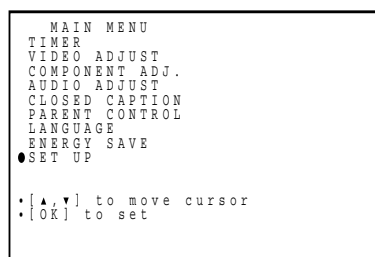 MAIN MENU
TIMER
VIDEO ADJUST
COMPONENT ADJ.
AUDIO ADJUST
CLOSED CAPTION
PARENT CONTROL
LANGUAGE
ENERGY SAVE
●SET UP
•[▲,▼] to move cursor
•[OK] to set